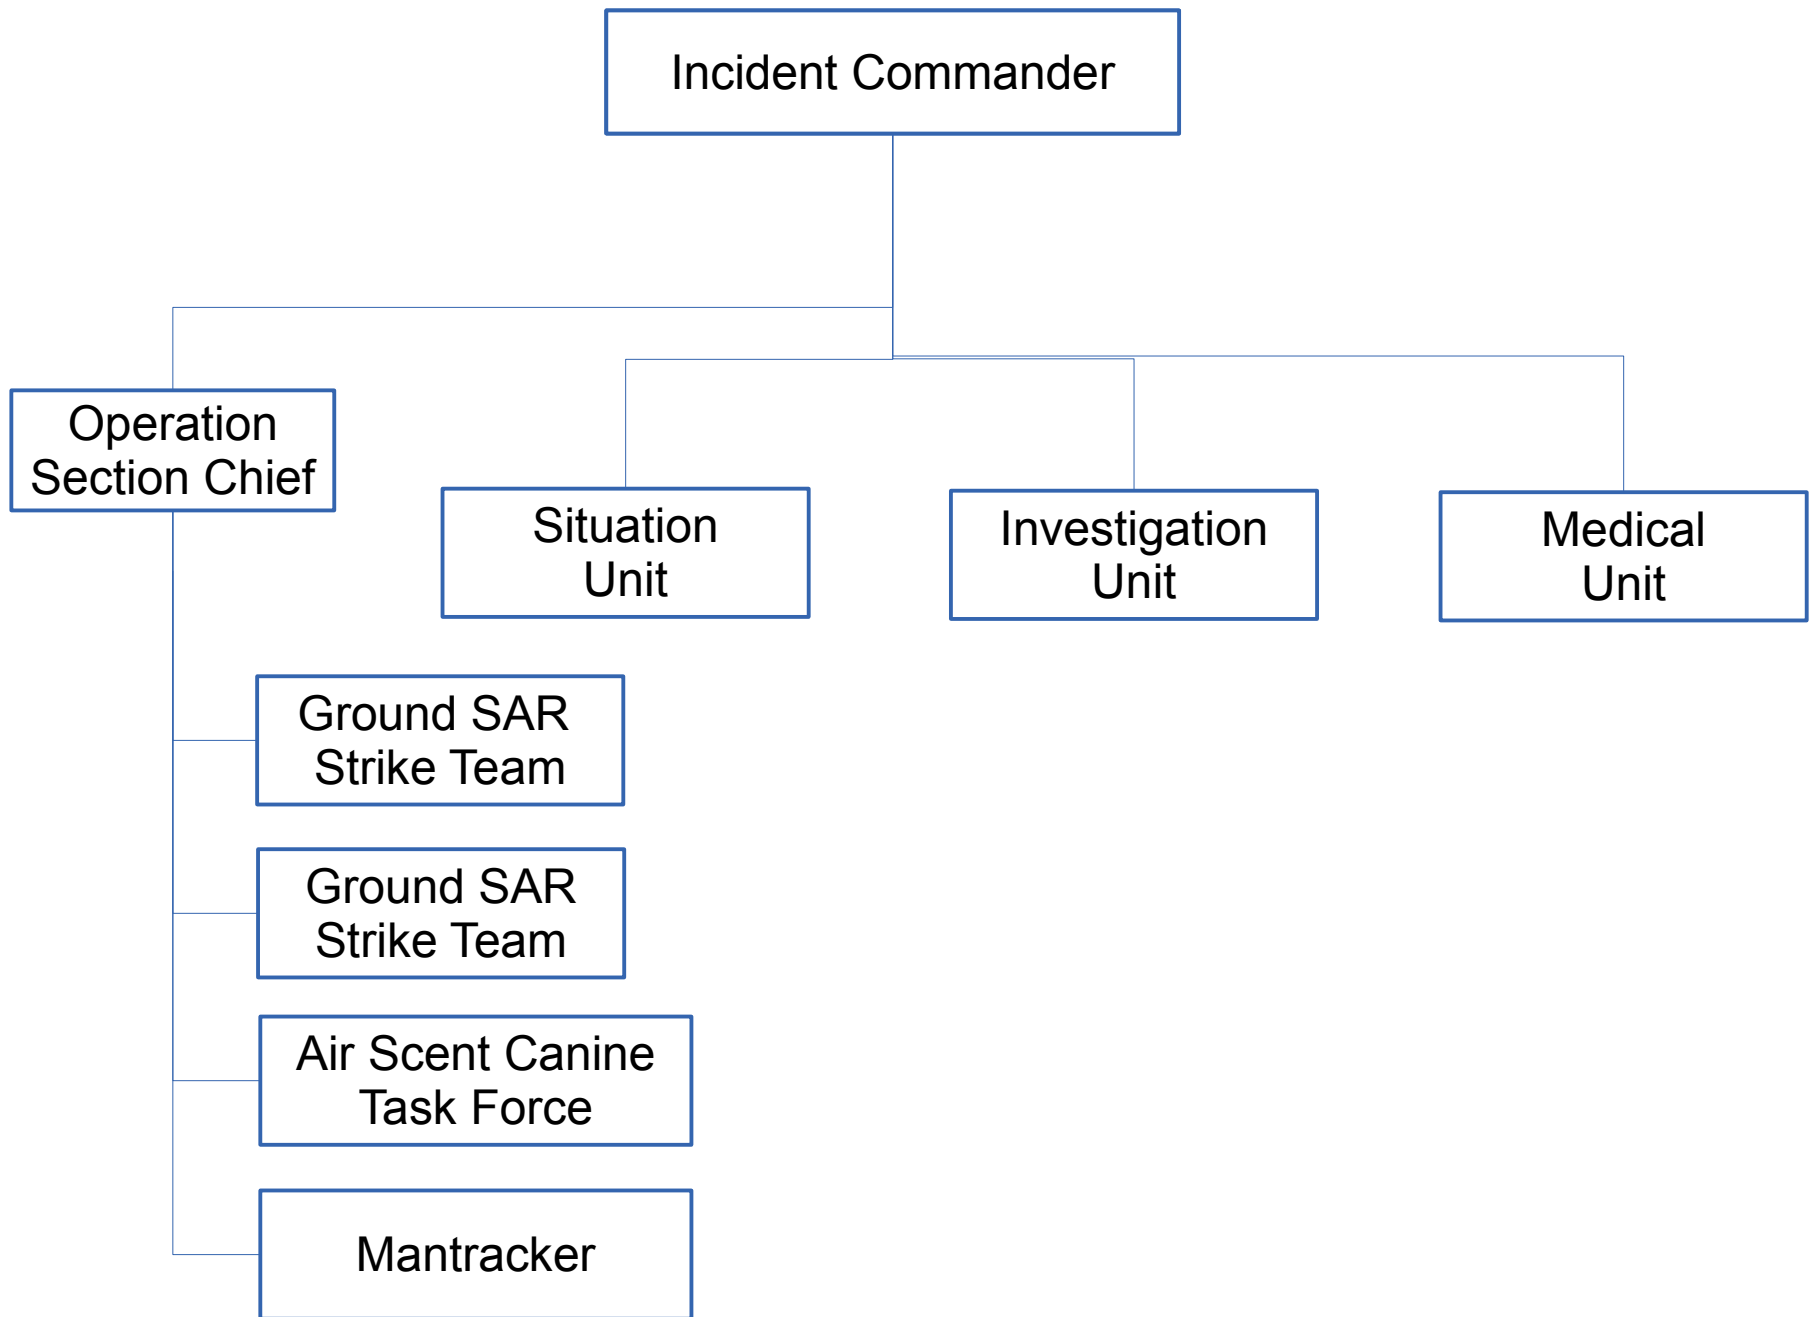 Incident Commander
Operation
Section Chief
Situation
Unit
Investigation
Unit
Medical
Unit
Ground SAR
Strike Team
Ground SAR
Strike Team
Air Scent Canine
Task Force
Mantracker